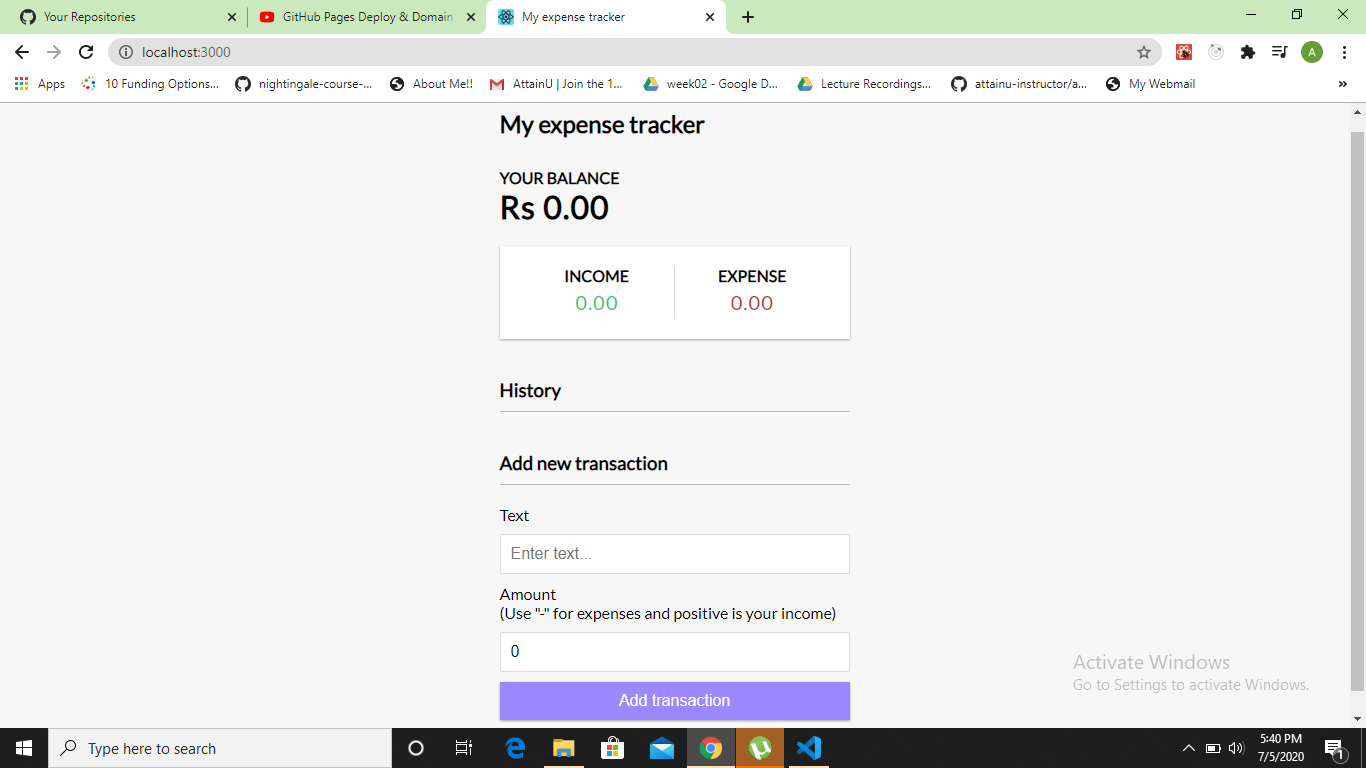 Your Repositories
GitHub Pages Deploy & Domain
My expense tracker
localhost:3000
A
Apps
10 Funding Options...
nightingale-course-...
About Me!!
AttainU | Join the 1...
week02 - Google D...
Lecture Recordings...
attainu-instructor/a...
My Webmail
»
My expense tracker
YOUR BALANCE
Rs 0.00
INCOME
EXPENSE
0.00
0.00
History
Add new transaction
Text
Enter text...
Amount
(Use "-" for expenses and positive is your income)
0
Add transaction
Activate Windows
Go to Settings to activate Windows.
Type here to search
5:40 PM
7/5/2020
1